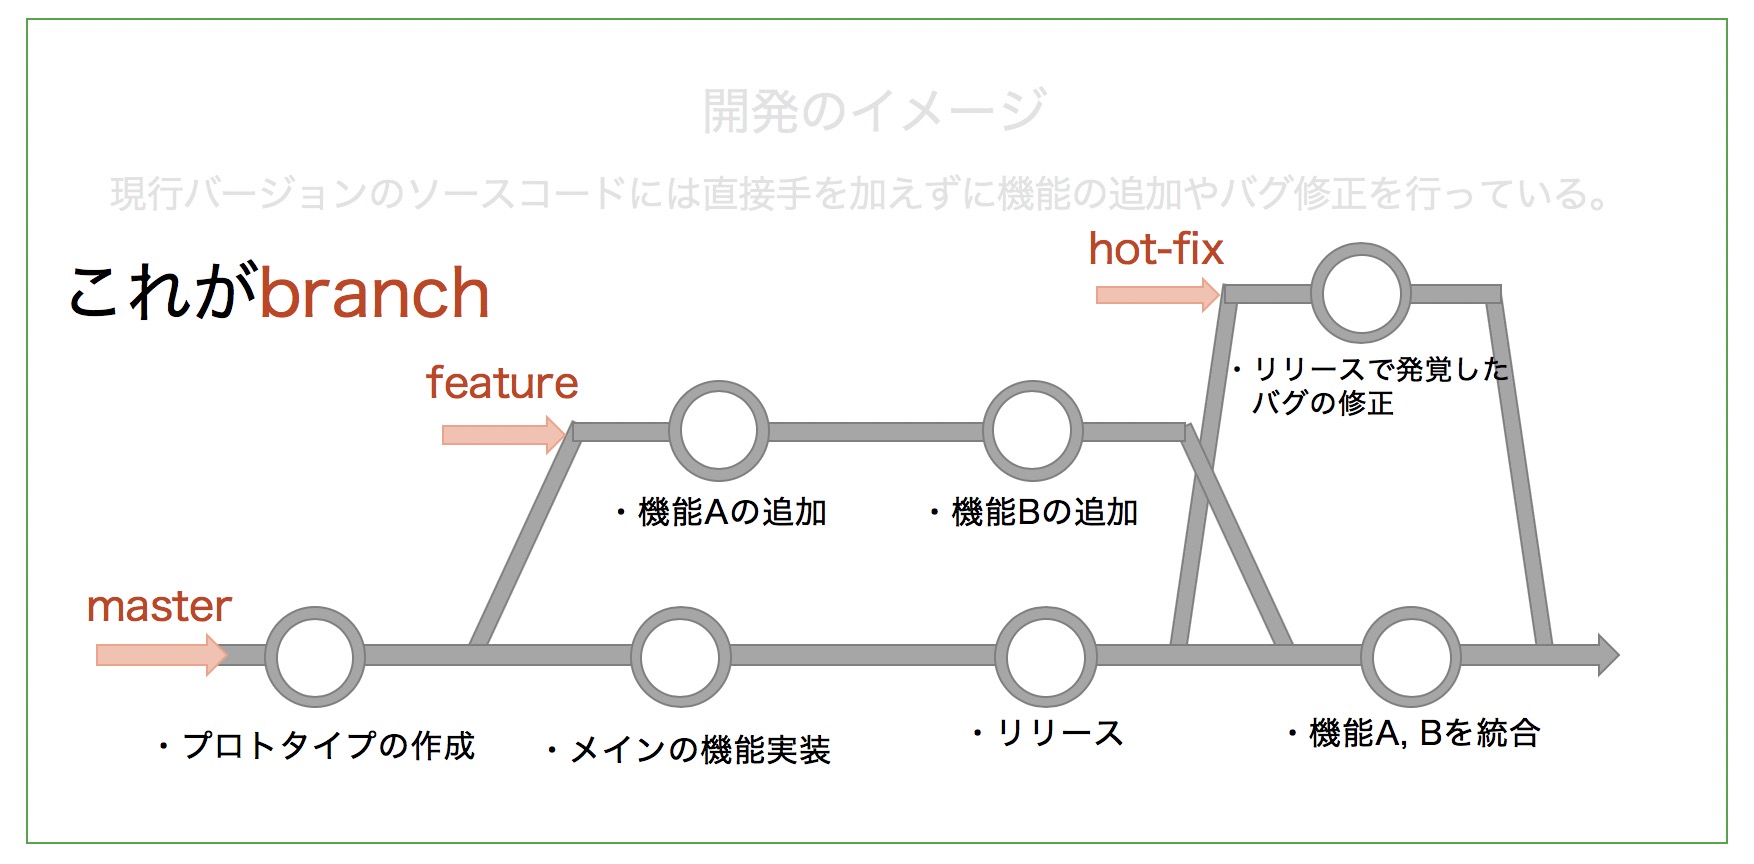 開発のイメージ
現行バージョンのソースコードには直接手を加えずに機能の追加やバグ修正を行っている。
これがbranch
hot-fix
・リリースで発覚した
バグの修正
feature
・機能Aの追加
・機能Bの追加
master
・プロトタイプの作成
・メインの機能実装
・リリース
・機能A, Bを統合